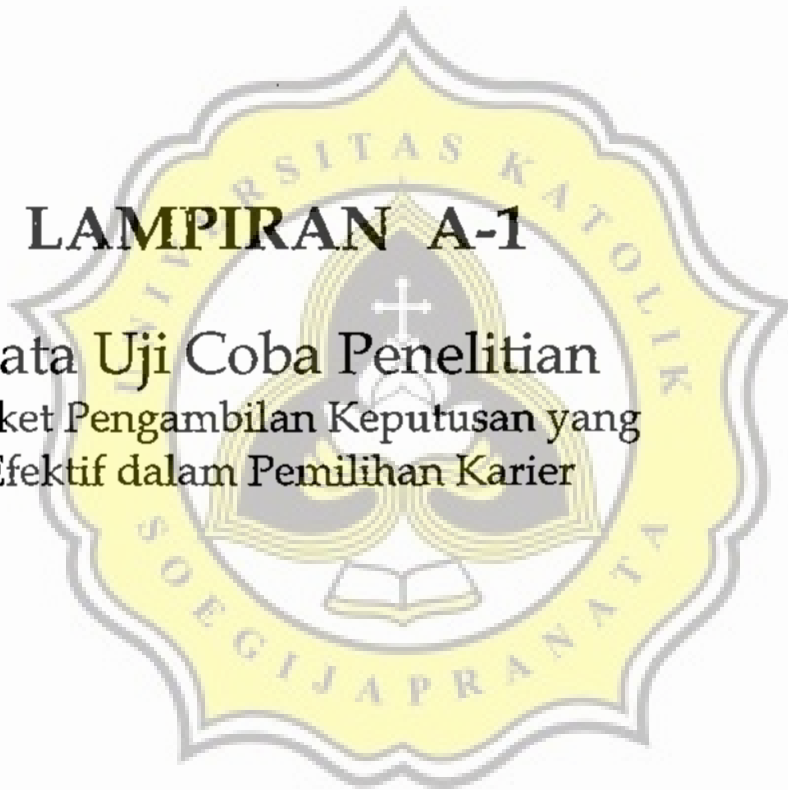 LAMPIRAN A-1
ata Uji Coba Penelitian
ket Pengambilan Keputusan yang
Efektif dalam Pemilihan Karier
UNIVERSITAS KATOLIK
SOEGIJAPRANATA